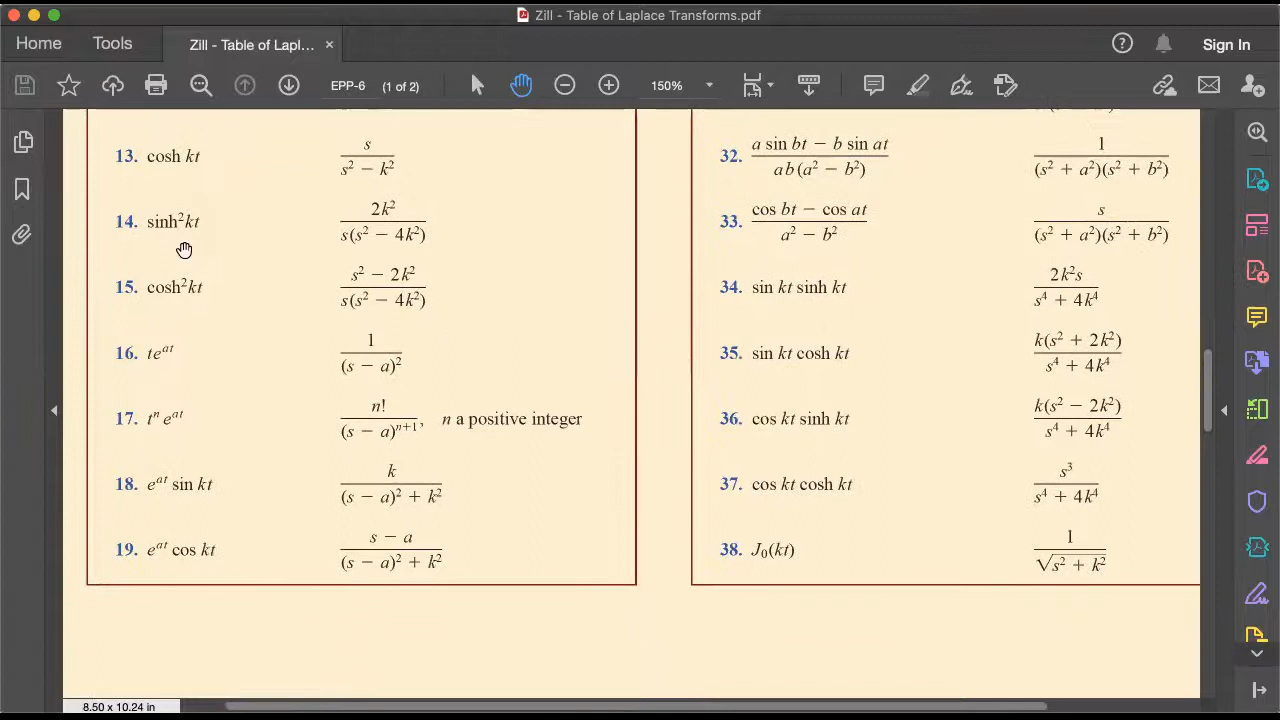 Zill - Table of Laplace Transforms.pdf
Home Tools Zill - Table of Lapl... × Sign In
EPP-6 (1 of 2) 150%
13. cosh kt s/(s² − k²)
14. sinh²kt 2k²/(s(s² − 4k²))
15. cosh²kt (s² − 2k²)/(s(s² − 4k²))
16. te^{at} 1/(s − a)²
17. tⁿe^{at} n!/(s − a)^{n+1}, n a positive integer
18. e^{at} sin kt k/((s − a)² + k²)
19. e^{at} cos kt (s − a)/((s − a)² + k²)
32. (a sin bt − b sin at)/(ab(a² − b²)) 1/((s² + a²)(s² + b²))
33. (cos bt − cos at)/(a² − b²) s/((s² + a²)(s² + b²))
34. sin kt sinh kt 2k²s/(s⁴ + 4k⁴)
35. sin kt cosh kt k(s² + 2k²)/(s⁴ + 4k⁴)
36. cos kt sinh kt k(s² − 2k²)/(s⁴ + 4k⁴)
37. cos kt cosh kt s³/(s⁴ + 4k⁴)
38. J₀(kt) 1/√(s² + k²)
8.50 x 10.24 in